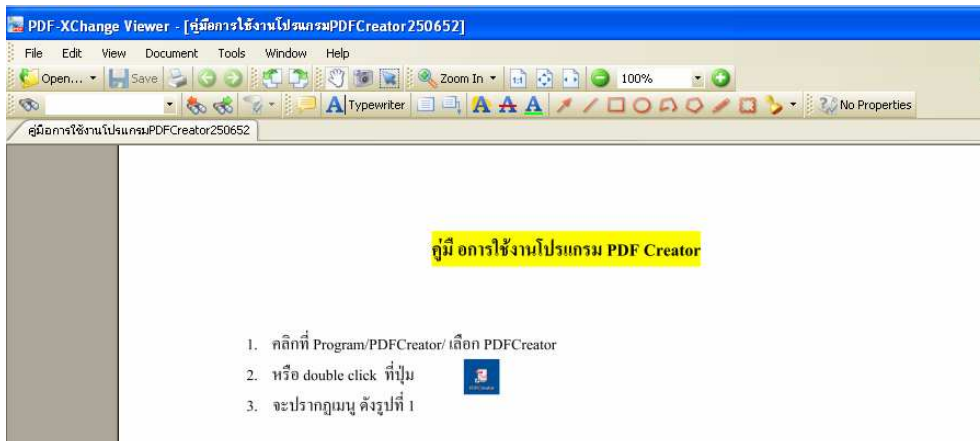 PDF-XChange Viewer - [คู่มือการใช้งานโปรแกรมPDFCreator250652]
File Edit View Document Tools Window Help
Open... Save Zoom In 100%
Typewriter No Properties
คู่มือการใช้งานโปรแกรมPDFCreator250652
คู่มื อการใช้งานโปรแกรม PDF Creator
1. คลิกที่ Program/PDFCreator/ เลือก PDFCreator
2. หรือ double click ที่ปุ่ม
PDFCreator
3. จะปรากฏเมนู ดังรูปที่ 1